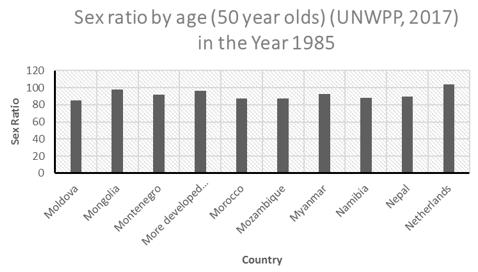 Sex ratio by age (50 year olds) (UNWPP, 2017)
in the Year 1985
120
100
80
60
40
20
0
Sex Ratio
Moldova
Mongolia
Montenegro
More developed...
Morocco
Mozambique
Myanmar
Namibia
Nepal
Netherlands
Country